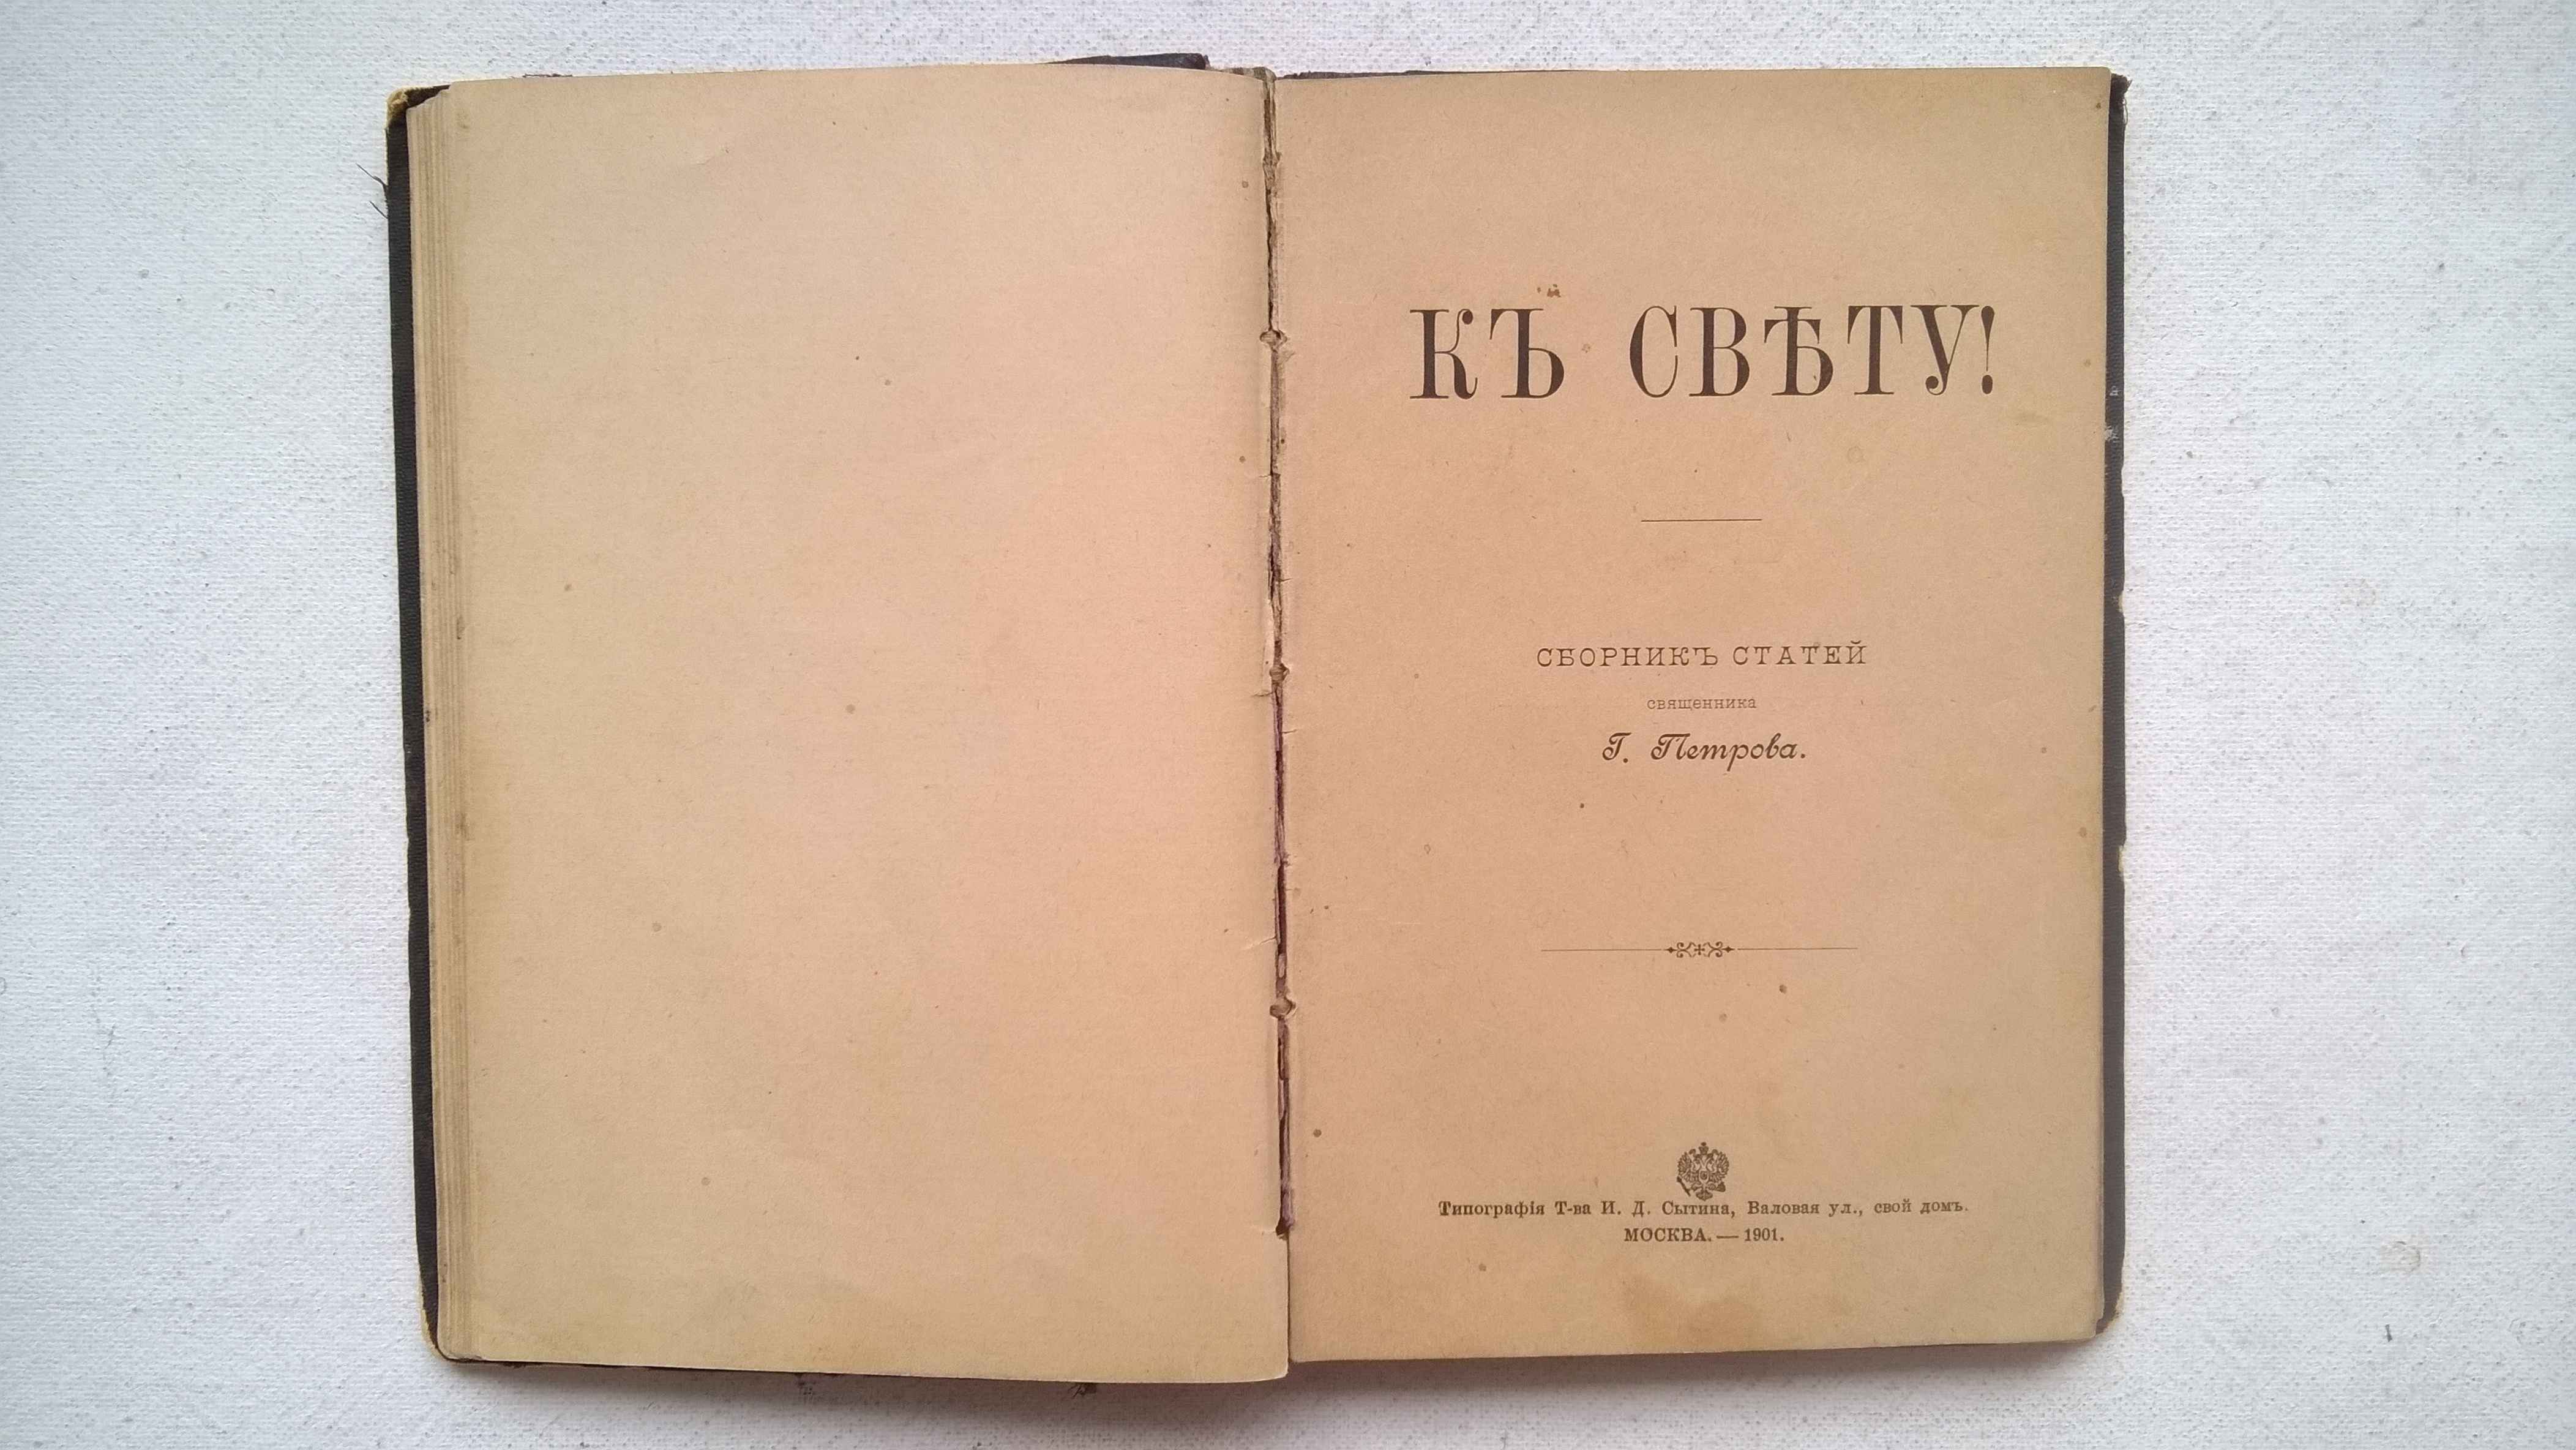 КЪ СВѢТУ!
СБОРНИКЪ СТАТЕЙ
священника
Г. Петрова.
Типографія Т-ва И. Д. Сытина, Валовая ул., свой домъ.
МОСКВА. — 1901.